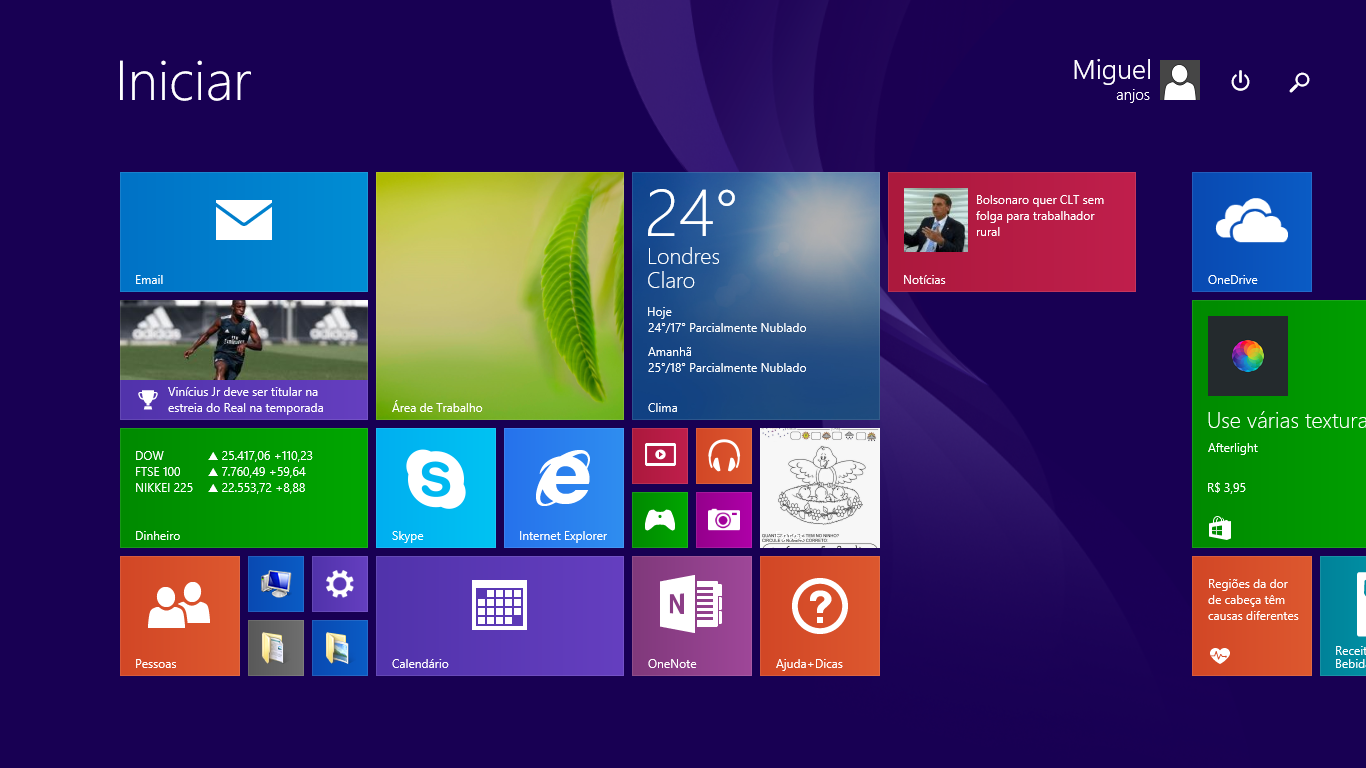 Iniciar
Miguel
anjos
Email
Vinícius Jr deve ser titular na
estreia do Real na temporada
DOW ▲ 25.417,06 +110,23
FTSE 100 ▲ 7.760,49 +59,64
NIKKEI 225 ▲ 22.553,72 +8,88
Dinheiro
Pessoas
Área de Trabalho
Skype
Internet Explorer
Calendário
24°
Londres
Claro
Hoje
24°/17° Parcialmente Nublado
Amanhã
25°/18° Parcialmente Nublado
Clima
TEM NO NINHO?
CORRETO
OneNote
Ajuda+Dicas
Bolsonaro quer CLT sem
folga para trabalhador
rural
Notícias
OneDrive
Use várias textura
Afterlight
R$ 3,95
Regiões da dor
de cabeça têm
causas diferentes
Receit
Bebid